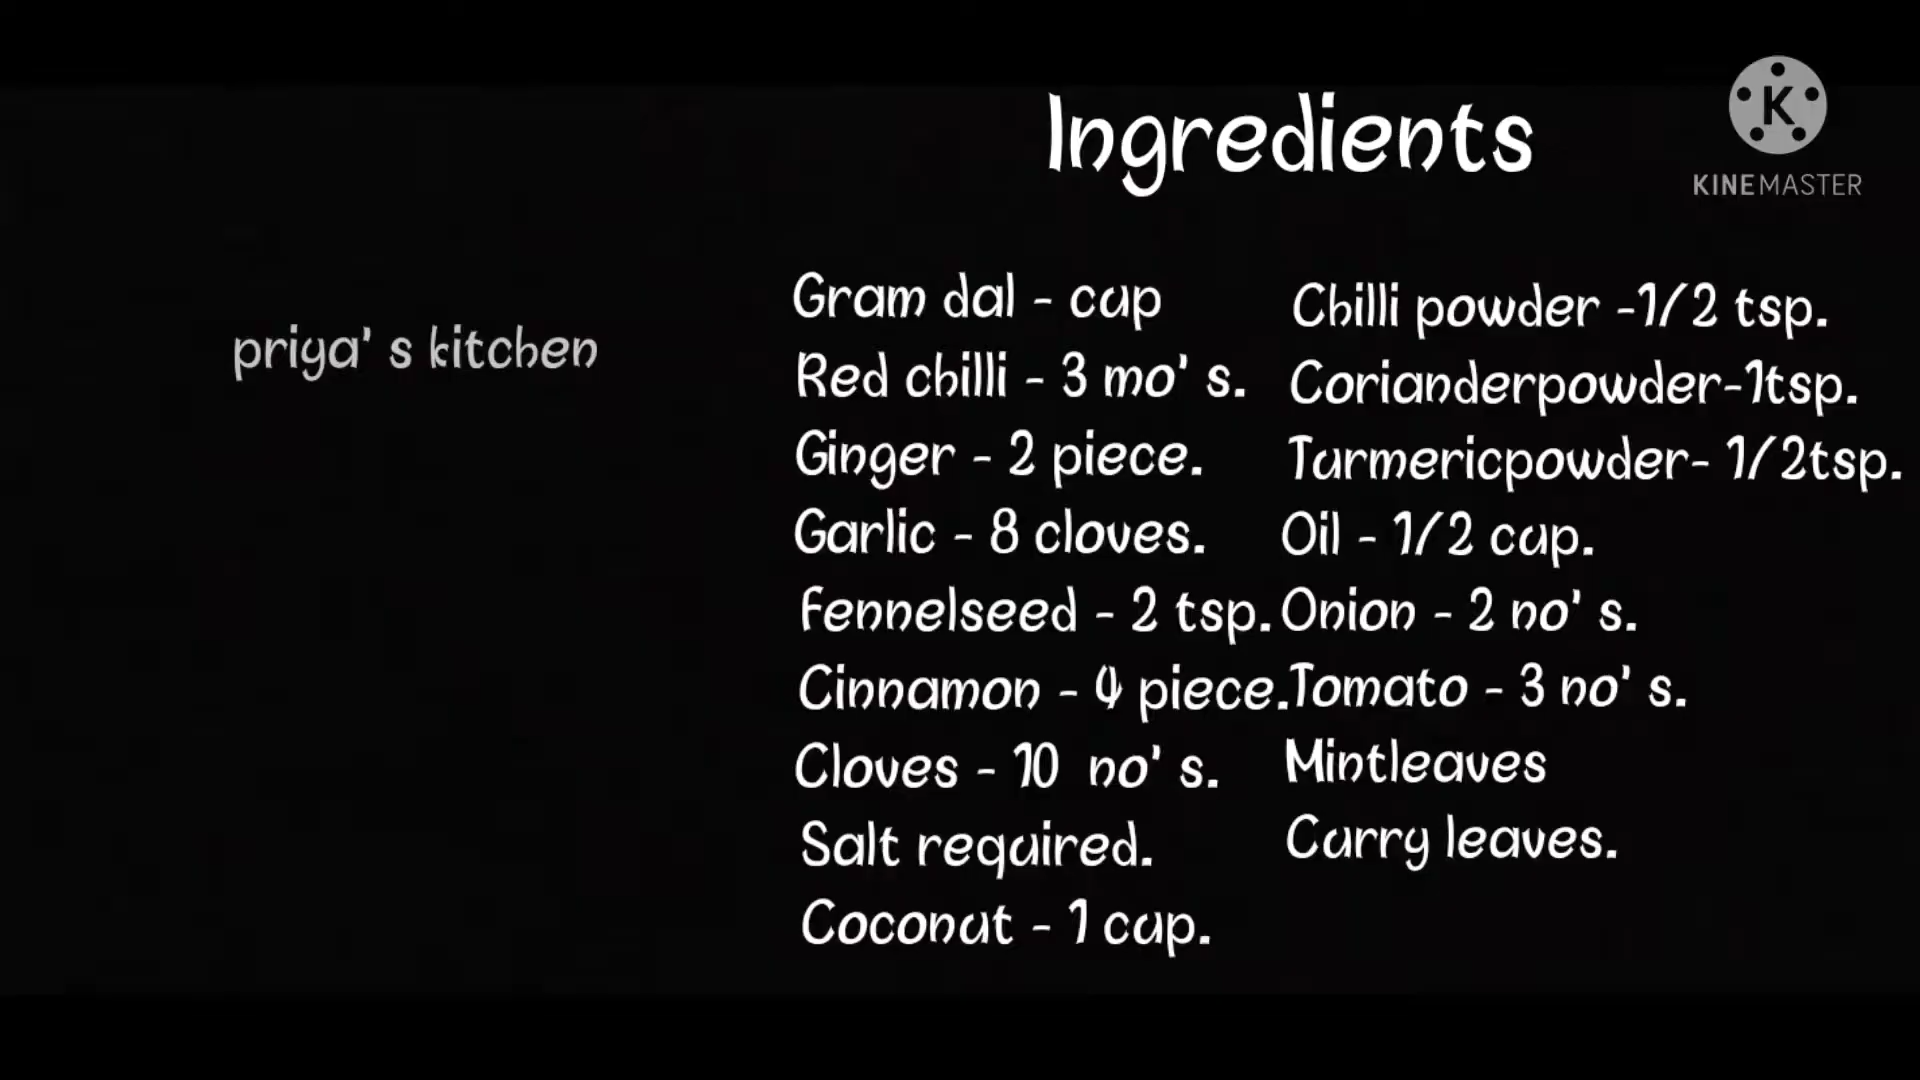 Ingredients
KINEMASTER
priya' s kitchen
Gram dal - cup
Red chilli - 3 mo' s.
Ginger - 2 piece.
Garlic - 8 cloves.
Fennelseed - 2 tsp.
Cinnamon - 4 piece.
Cloves - 10 no' s.
Salt required.
Coconut - 1 cup.
Chilli powder -1/2 tsp.
Corianderpowder-1tsp.
Turmericpowder- 1/2tsp.
Oil - 1/2 cup.
Onion - 2 no' s.
Tomato - 3 no' s.
Mintleaves
Curry leaves.